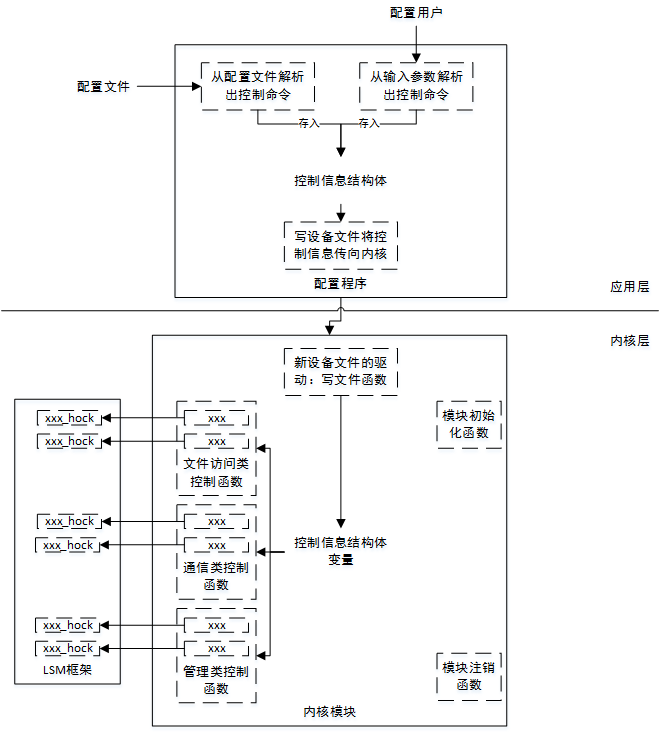 配置用户
配置文件
从配置文件解析
出控制命令
从输入参数解析
出控制命令
存入
存入
控制信息结构体
写设备文件将控
制信息传向内核
配置程序
应用层
内核层
新设备文件的驱
动：写文件函数
模块初始
化函数
xxx_hock
xxx
xxx_hock
xxx
文件访问类
控制函数
xxx_hock
xxx
xxx_hock
xxx
通信类控制
函数
控制信息结构体
变量
xxx_hock
xxx
xxx_hock
xxx
管理类控制
函数
LSM框架
模块注销
函数
内核模块